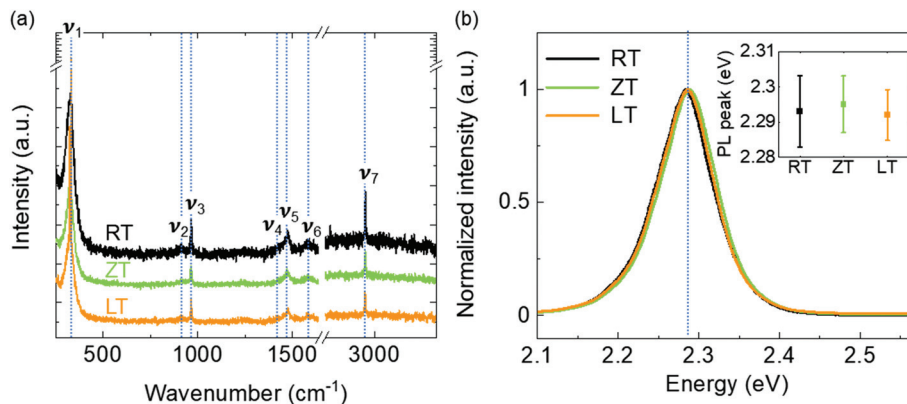 (a)
ν1
ν2
ν3
ν4
ν5
ν6
ν7
RT
ZT
LT
Intensity (a.u.)
500
1000
1500
3000
Wavenumber (cm-1)
(b)
RT
ZT
LT
Normalized intensity (a.u.)
1
0.5
0
2.1
2.2
2.3
2.4
2.5
Energy (eV)
PL peak (eV)
2.31
2.3
2.29
2.28
RT
ZT
LT